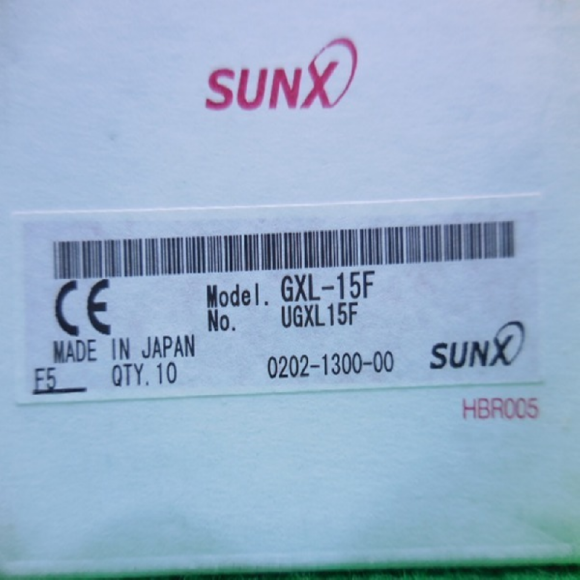 SUNX
CE
Model. GXL-15F
No. UGXL15F
MADE IN JAPAN
F5 QTY.10 0202-1300-00
SUNX
HBR005